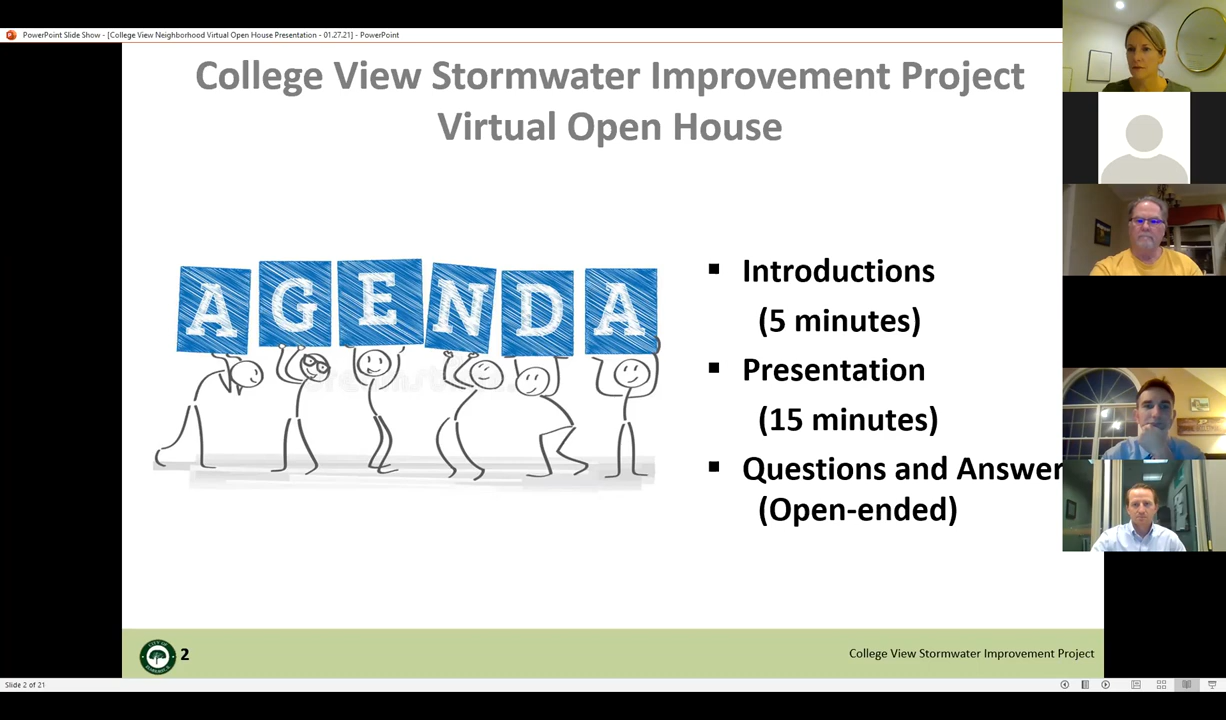 PowerPoint Slide Show - [College View Neighborhood Virtual Open House Presentation - 01.27.21] - PowerPoint
College View Stormwater Improvement Project
Virtual Open House
AGENDA
▪ Introductions
(5 minutes)
▪ Presentation
(15 minutes)
▪ Questions and Answer
(Open-ended)
CITY OF
2
College View Stormwater Improvement Project
Slide 2 of 21